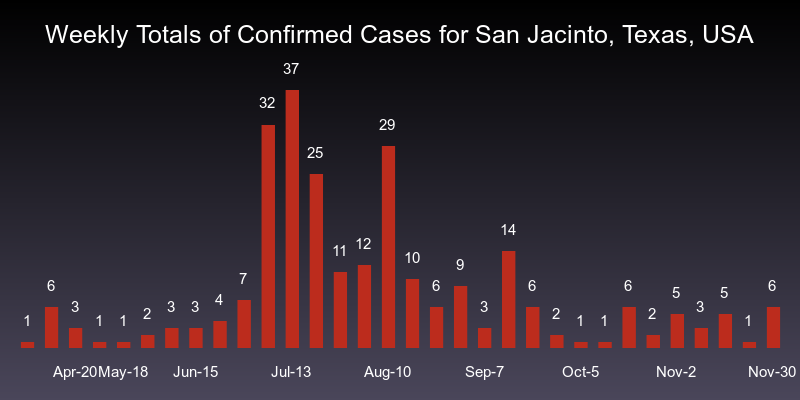 Weekly Totals of Confirmed Cases for San Jacinto, Texas, USA
1 6 3 1 1 2 3 3 4 7 32 37 25 11 12 29 10 6 9 3 14 6 2 1 1 6 2 5 3 5 1 6
Apr-20 May-18 Jun-15 Jul-13 Aug-10 Sep-7 Oct-5 Nov-2 Nov-30